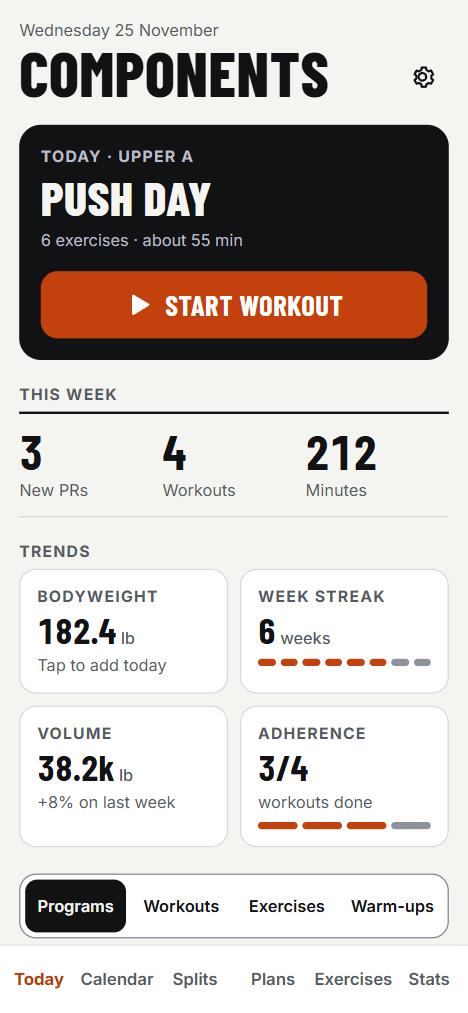 Wednesday 25 November
COMPONENTS
TODAY · UPPER A
PUSH DAY
6 exercises · about 55 min
START WORKOUT
THIS WEEK
3 4 212
New PRs Workouts Minutes
TRENDS
BODYWEIGHT
182.4 lb
Tap to add today
WEEK STREAK
6 weeks
VOLUME
38.2k lb
+8% on last week
ADHERENCE
3/4
workouts done
Programs Workouts Exercises Warm-ups
Today Calendar Splits Plans Exercises Stats